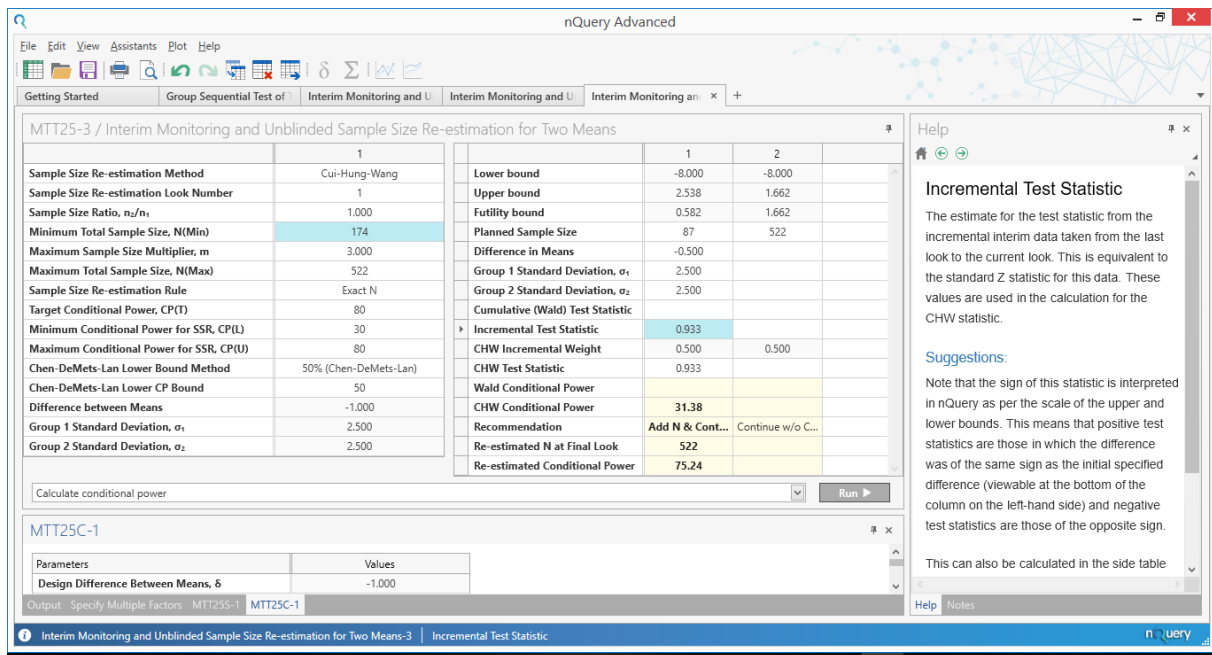 nQuery Advanced
File Edit View Assistants Plot Help
Getting Started
Group Sequential Test of
Interim Monitoring and U
Interim Monitoring and U
Interim Monitoring an
MTT25-3 / Interim Monitoring and Unblinded Sample Size Re-estimation for Two Means
1
Sample Size Re-estimation Method Cui-Hung-Wang
Sample Size Re-estimation Look Number 1
Sample Size Ratio, n₂/n₁ 1.000
Minimum Total Sample Size, N(Min) 174
Maximum Sample Size Multiplier, m 3.000
Maximum Total Sample Size, N(Max) 522
Sample Size Re-estimation Rule Exact N
Target Conditional Power, CP(T) 80
Minimum Conditional Power for SSR, CP(L) 30
Maximum Conditional Power for SSR, CP(U) 80
Chen-DeMets-Lan Lower Bound Method 50% (Chen-DeMets-Lan)
Chen-DeMets-Lan Lower CP Bound 50
Difference between Means -1.000
Group 1 Standard Deviation, σ₁ 2.500
Group 2 Standard Deviation, σ₂ 2.500
1 2
Lower bound -8.000 -8.000
Upper bound 2.538 1.662
Futility bound 0.582 1.662
Planned Sample Size 87 522
Difference in Means -0.500
Group 1 Standard Deviation, σ₁ 2.500
Group 2 Standard Deviation, σ₂ 2.500
Cumulative (Wald) Test Statistic
Incremental Test Statistic 0.933
CHW Incremental Weight 0.500 0.500
CHW Test Statistic 0.933
Wald Conditional Power
CHW Conditional Power 31.38
Recommendation Add N & Cont... Continue w/o C...
Re-estimated N at Final Look 522
Re-estimated Conditional Power 75.24
Calculate conditional power
Run
MTT25C-1
Parameters Values
Design Difference Between Means, δ -1.000
Output Specify Multiple Factors MTT25S-1 MTT25C-1
Help
Incremental Test Statistic
The estimate for the test statistic from the
incremental interim data taken from the last
look to the current look. This is equivalent to
the standard Z statistic for this data. These
values are used in the calculation for the
CHW statistic.
Suggestions:
Note that the sign of this statistic is interpreted
in nQuery as per the scale of the upper and
lower bounds. This means that positive test
statistics are those in which the difference
was of the same sign as the initial specified
difference (viewable at the bottom of the
column on the left-hand side) and negative
test statistics are those of the opposite sign.
This can also be calculated in the side table
Help Notes
Interim Monitoring and Unblinded Sample Size Re-estimation for Two Means-3 Incremental Test Statistic
nQuery